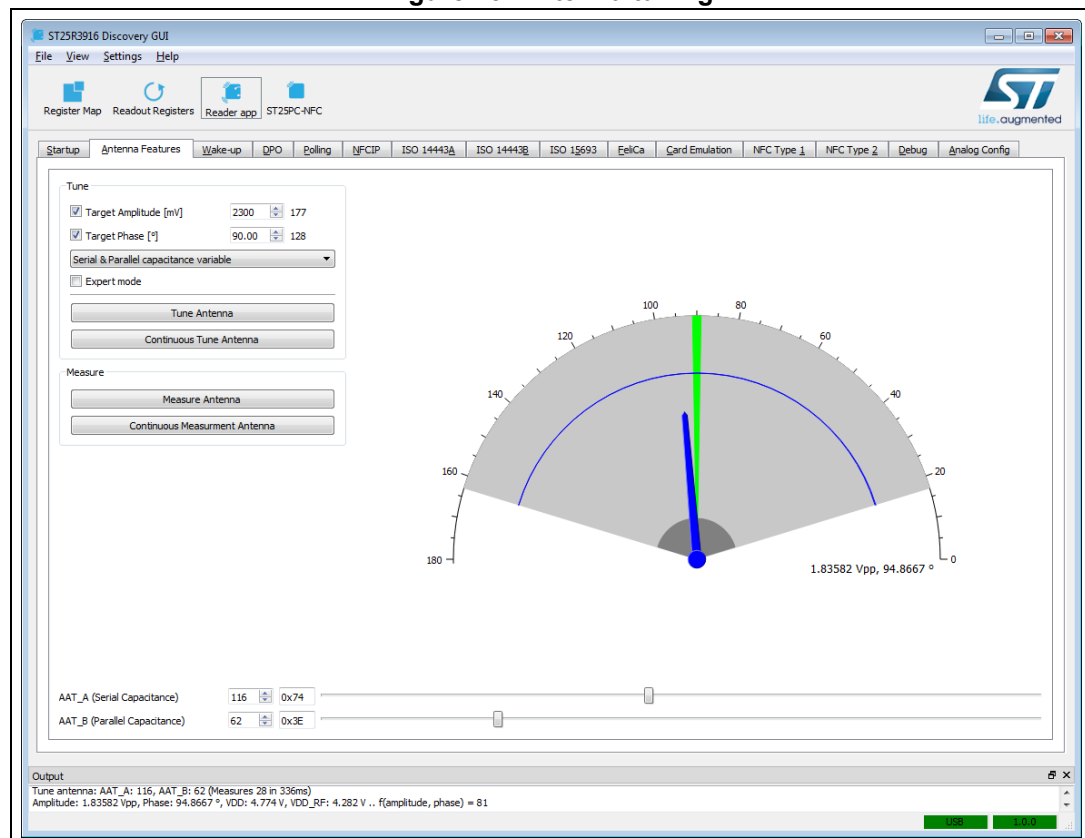 ST25R3916 Discovery GUI
File View Settings Help
Register Map Readout Registers Reader app ST25PC-NFC
life.augmented
Startup Antenna Features Wake-up DPO Polling NFCIP ISO 14443A ISO 14443B ISO 15693 FeliCa Card Emulation NFC Type 1 NFC Type 2 Debug Analog Config
Tune
Target Amplitude [mV] 2300 177
Target Phase [°] 90.00 128
Serial & Parallel capacitance variable
Expert mode
Tune Antenna
Continuous Tune Antenna
Measure
Measure Antenna
Continuous Measurment Antenna
100 80
120 60
140 40
160 20
180 0
1.83582 Vpp, 94.8667 °
AAT_A (Serial Capacitance) 116 0x74
AAT_B (Parallel Capacitance) 62 0x3E
Output
Tune antenna: AAT_A: 116, AAT_B: 62 (Measures 28 in 336ms)
Amplitude: 1.83582 Vpp, Phase: 94.8667 °, VDD: 4.774 V, VDD_RF: 4.282 V .. f(amplitude, phase) = 81
USB 1.0.0